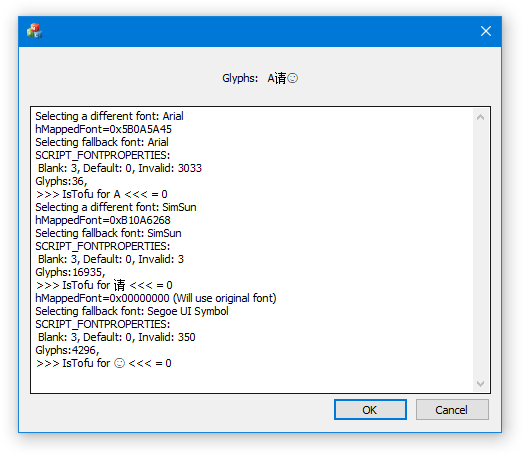 Glyphs: A请☺
Selecting a different font: Arial
hMappedFont=0x5B0A5A45
Selecting fallback font: Arial
SCRIPT_FONTPROPERTIES:
Blank: 3, Default: 0, Invalid: 3033
Glyphs:36,
>>> IsTofu for A <<< = 0
Selecting a different font: SimSun
hMappedFont=0xB10A6268
Selecting fallback font: SimSun
SCRIPT_FONTPROPERTIES:
Blank: 3, Default: 0, Invalid: 3
Glyphs:16935,
>>> IsTofu for 请 <<< = 0
hMappedFont=0x00000000 (Will use original font)
Selecting fallback font: Segoe UI Symbol
SCRIPT_FONTPROPERTIES:
Blank: 3, Default: 0, Invalid: 350
Glyphs:4296,
>>> IsTofu for ☺ <<< = 0
OK Cancel